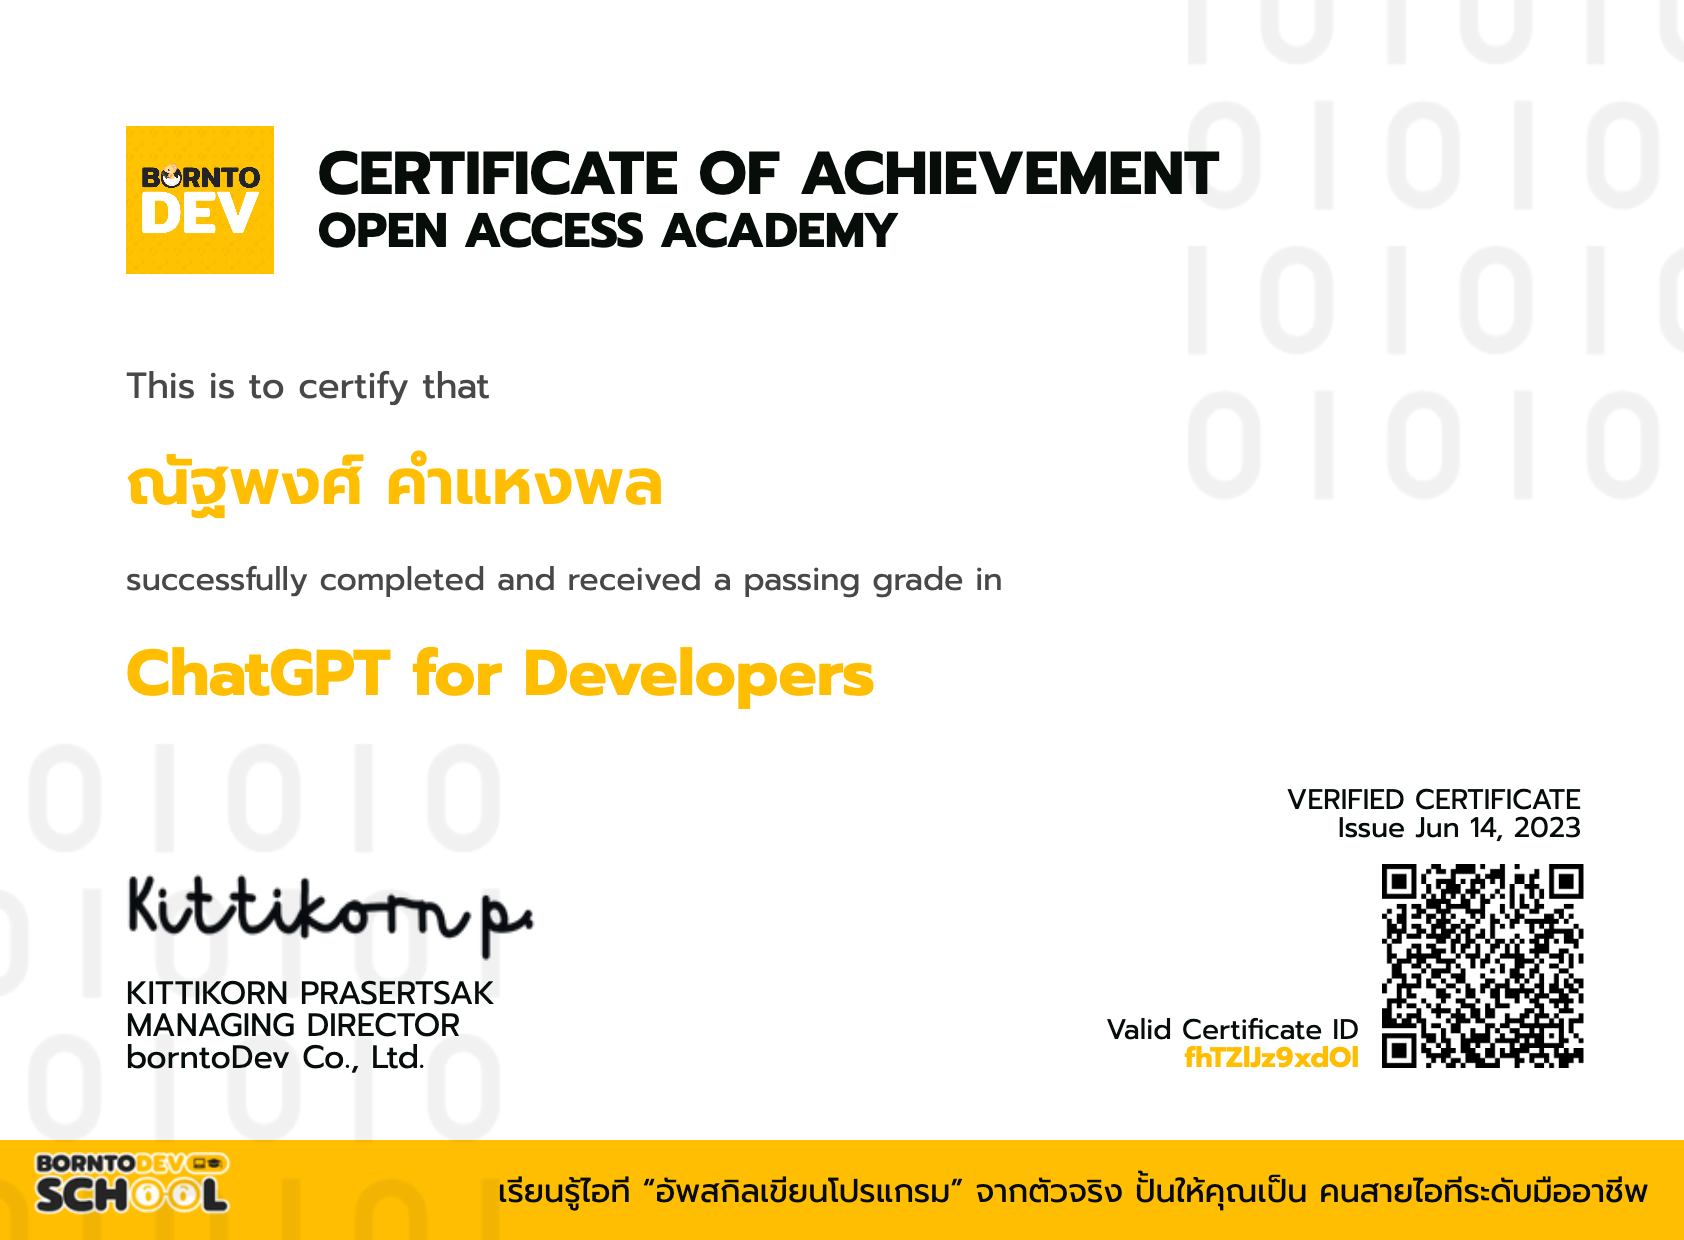 BORNTO
DEV
CERTIFICATE OF ACHIEVEMENT
OPEN ACCESS ACADEMY
This is to certify that
ณัฐพงศ์ คำแหงพล
successfully completed and received a passing grade in
ChatGPT for Developers
VERIFIED CERTIFICATE
Issue Jun 14, 2023
Kittikorn p.
KITTIKORN PRASERTSAK
MANAGING DIRECTOR
borntoDev Co., Ltd.
Valid Certificate ID
fhTZlJz9xdOl
BORNTODEV
SCHOOL
เรียนรู้ไอที “อัพสกิลเขียนโปรแกรม” จากตัวจริง ปั้นให้คุณเป็น คนสายไอทีระดับมืออาชีพ